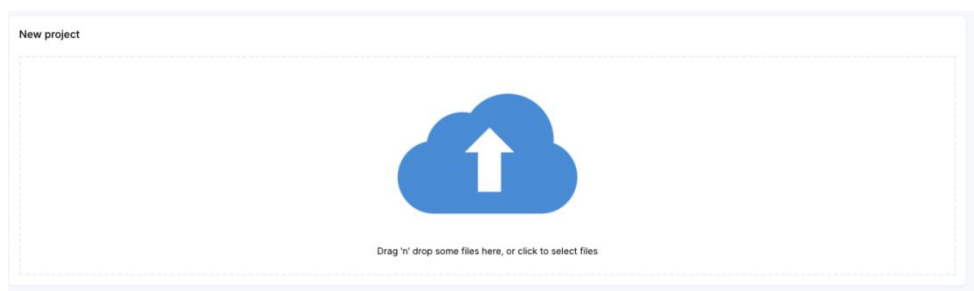 New project
Drag 'n' drop some files here, or click to select files